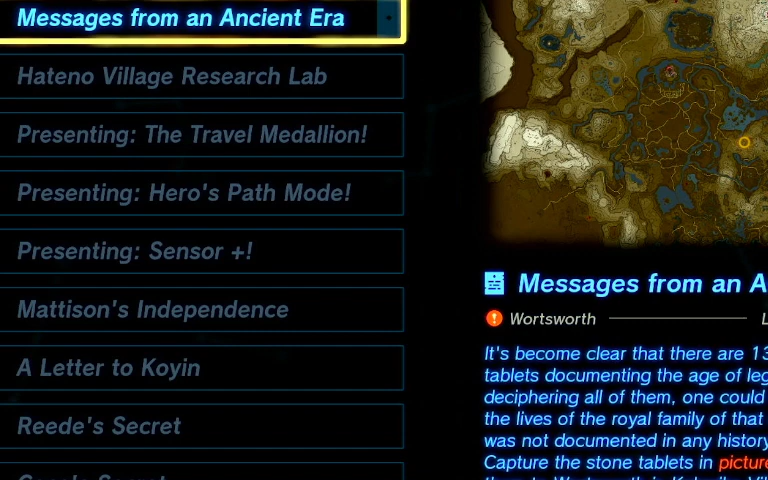 Messages from an Ancient Era
Hateno Village Research Lab
Presenting: The Travel Medallion!
Presenting: Hero's Path Mode!
Presenting: Sensor +!
Mattison's Independence
A Letter to Koyin
Reede's Secret
Messages from an A
Wortsworth
L
It's become clear that there are 13
tablets documenting the age of leg
deciphering all of them, one could
the lives of the royal family of that
was not documented in any history
Capture the stone tablets in picture